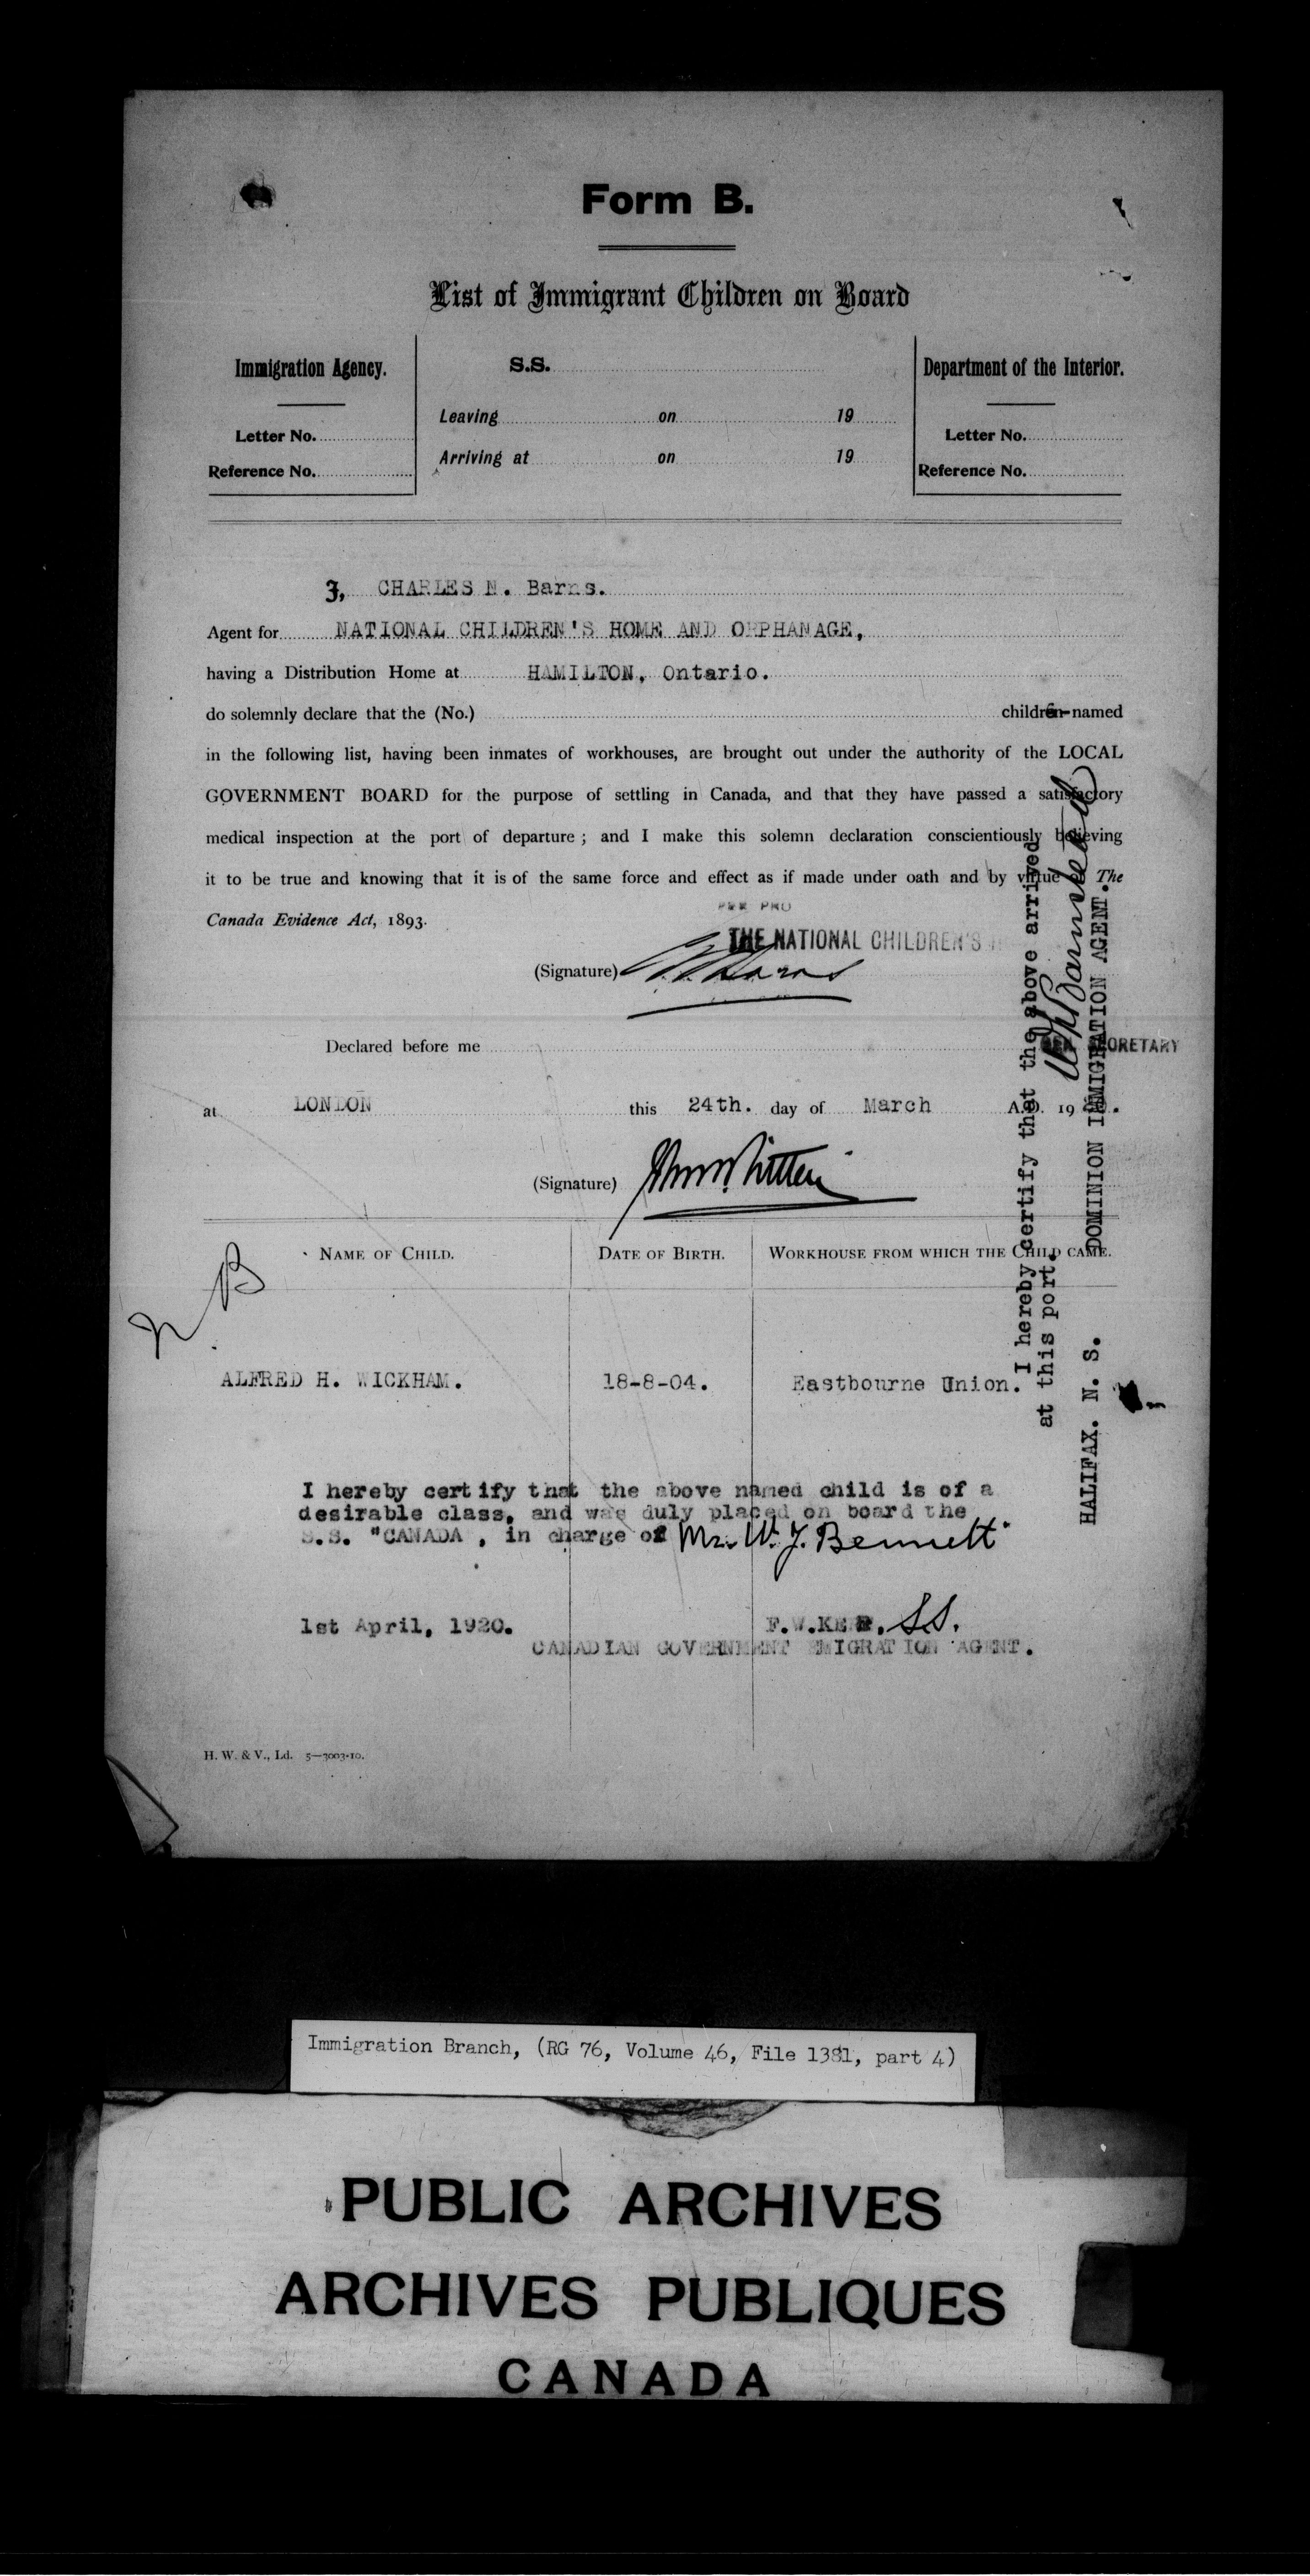 Form B.
List of Immigrant Children on Board
Immigration Agency.
Letter No.
Reference No.
S.S.
Leaving on 19
Arriving at on 19
Department of the Interior.
Letter No.
Reference No.
I, CHARLES N. Barns.
Agent for NATIONAL CHILDREN'S HOME AND ORPHANAGE,
having a Distribution Home at HAMILTON, Ontario.
do solemnly declare that the (No.) children named
in the following list, having been inmates of workhouses, are brought out under the authority of the LOCAL
GOVERNMENT BOARD for the purpose of settling in Canada, and that they have passed a satisfactory
medical inspection at the port of departure; and I make this solemn declaration conscientiously believing
it to be true and knowing that it is of the same force and effect as if made under oath and by virtue of The
Canada Evidence Act, 1893.
PER PRO
THE NATIONAL CHILDREN'S
(Signature)
Declared before me
SECRETARY
at LONDON this 24th. day of March A.D. 19
(Signature)
NAME OF CHILD. DATE OF BIRTH. WORKHOUSE FROM WHICH THE CHILD CAME.
N B
ALFRED H. WICKHAM. 18-8-04. Eastbourne Union.
I hereby certify that the above named child is of a
desirable class, and was duly placed on board the
S.S. "CANADA , in charge of Mr. W. J. Bennett
1st April, 1920. F.W.KERR, SS.
CANADIAN GOVERNMENT EMIGRATION AGENT.
I hereby certify that the above arrived
at this port.
DOMINION IMMIGRATION AGENT.
HALIFAX. N. S.
H. W. & V., Ld. 5—3003-10.
Immigration Branch, (RG 76, Volume 46, File 1381, part 4)
PUBLIC ARCHIVES
ARCHIVES PUBLIQUES
CANADA